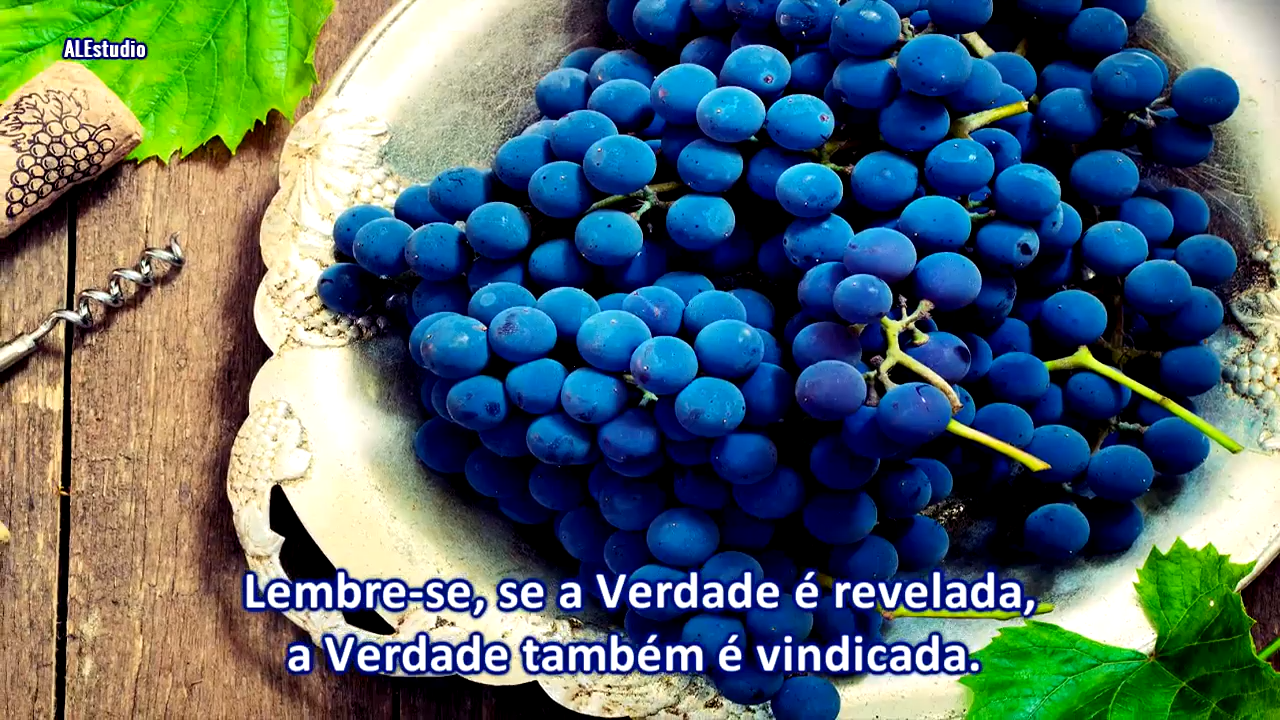 ALEstudio
Lembre-se, se a Verdade é revelada,
a Verdade também é vindicada.